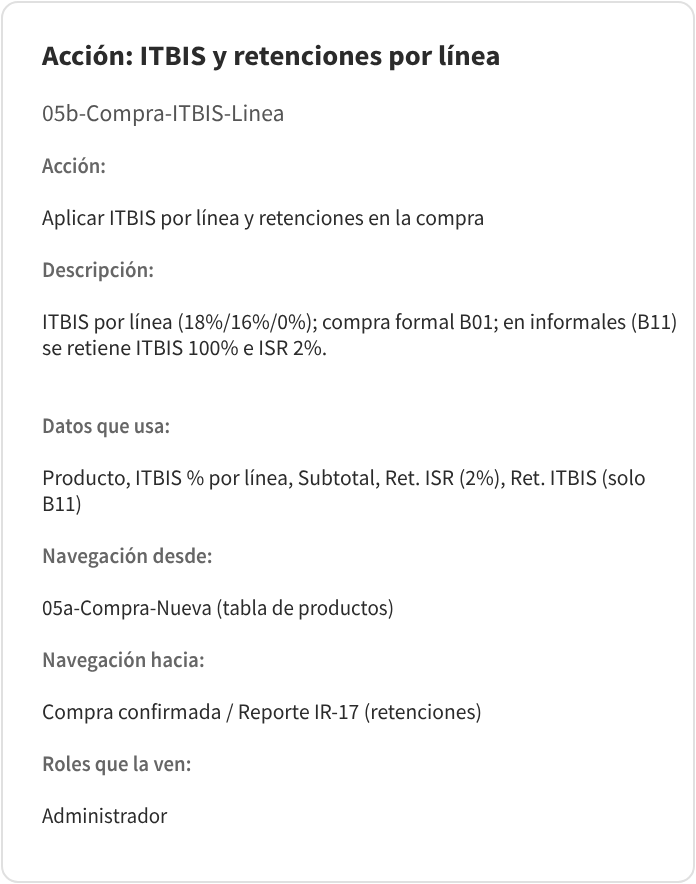 Acción: ITBIS y retenciones por línea
05b-Compra-ITBIS-Linea
Acción:
Aplicar ITBIS por línea y retenciones en la compra
Descripción:
ITBIS por línea (18%/16%/0%); compra formal B01; en informales (B11)
se retiene ITBIS 100% e ISR 2%.
Datos que usa:
Producto, ITBIS % por línea, Subtotal, Ret. ISR (2%), Ret. ITBIS (solo
B11)
Navegación desde:
05a-Compra-Nueva (tabla de productos)
Navegación hacia:
Compra confirmada / Reporte IR-17 (retenciones)
Roles que la ven:
Administrador